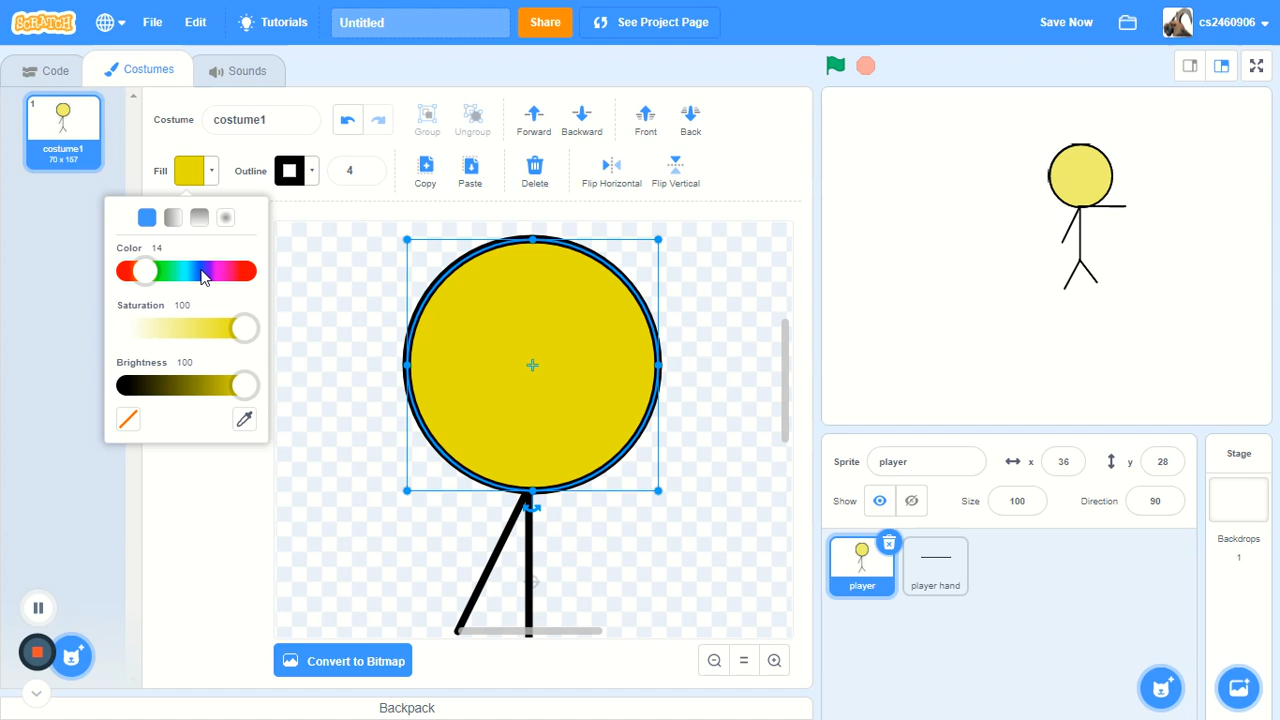 SCRATCH
File
Edit
Tutorials
Untitled
Share
See Project Page
Save Now
cs2460906
Code
Costumes
Sounds
1
costume1
70 x 157
Costume
costume1
Group
Ungroup
Forward
Backward
Front
Back
Fill
Outline
4
Copy
Paste
Delete
Flip Horizontal
Flip Vertical
Color 14
Saturation 100
Brightness 100
Convert to Bitmap
Backpack
Sprite
player
x
36
y
28
Show
Size
100
Direction
90
player
player hand
Stage
Backdrops
1